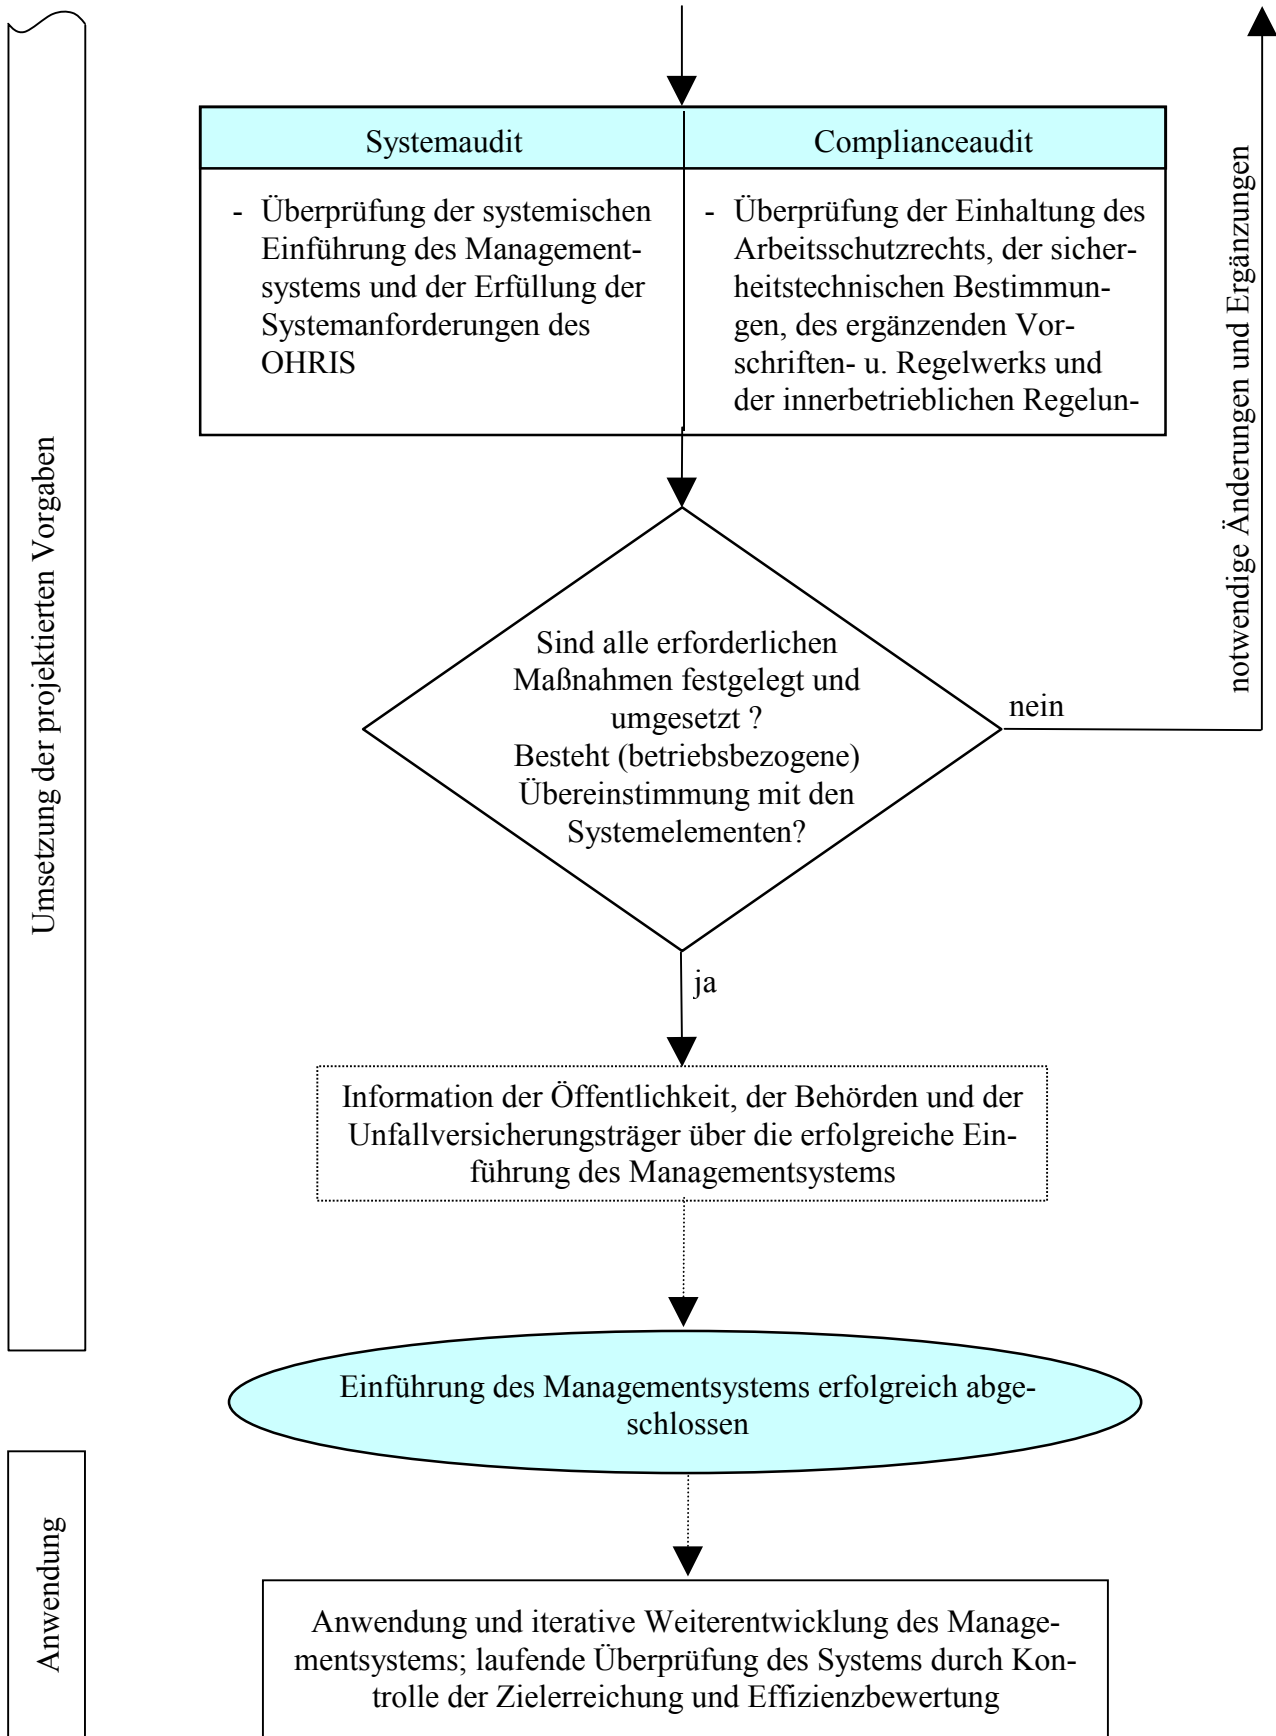 Systemaudit
Complianceaudit
- Überprüfung der systemischen
Einführung des Management-
systems und der Erfüllung der
Systemanforderungen des
OHRIS
- Überprüfung der Einhaltung des
Arbeitsschutzrechts, der sicher-
heitstechnischen Bestimmun-
gen, des ergänzenden Vor-
schriften- u. Regelwerks und
der innerbetrieblichen Regelun-
notwendige Änderungen und Ergänzungen
Umsetzung der projektierten Vorgaben
Sind alle erforderlichen
Maßnahmen festgelegt und
umgesetzt ?
Besteht (betriebsbezogene)
Übereinstimmung mit den
Systemelementen?
nein
ja
Information der Öffentlichkeit, der Behörden und der
Unfallversicherungsträger über die erfolgreiche Ein-
führung des Managementsystems
Einführung des Managementsystems erfolgreich abge-
schlossen
Anwendung
Anwendung und iterative Weiterentwicklung des Manage-
mentsystems; laufende Überprüfung des Systems durch Kon-
trolle der Zielerreichung und Effizienzbewertung